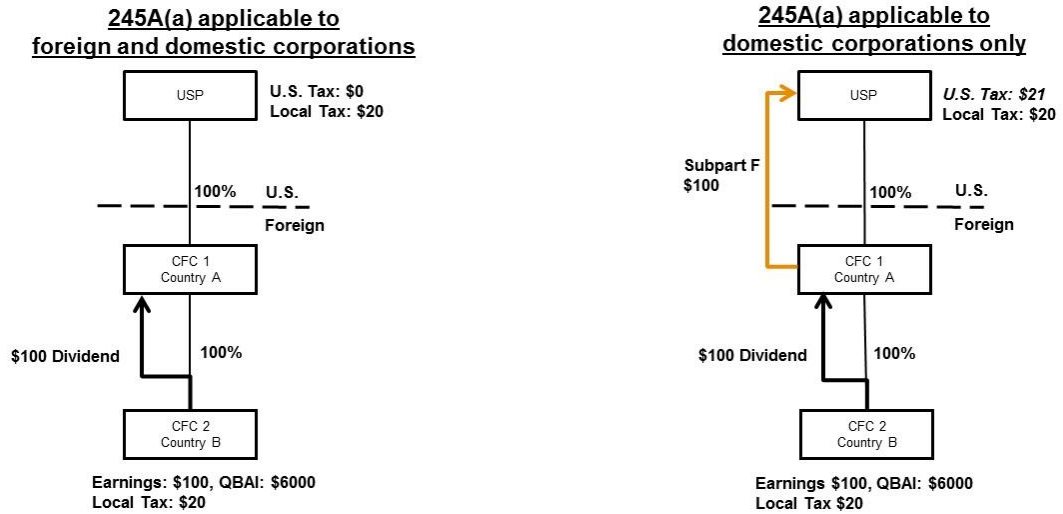 245A(a) applicable to
foreign and domestic corporations
USP
U.S. Tax: $0
Local Tax: $20
100%
U.S.
Foreign
CFC 1
Country A
$100 Dividend
100%
CFC 2
Country B
Earnings: $100, QBAI: $6000
Local Tax: $20
245A(a) applicable to
domestic corporations only
USP
U.S. Tax: $21
Local Tax: $20
Subpart F
$100
100%
U.S.
Foreign
CFC 1
Country A
$100 Dividend
100%
CFC 2
Country B
Earnings $100, QBAI: $6000
Local Tax $20